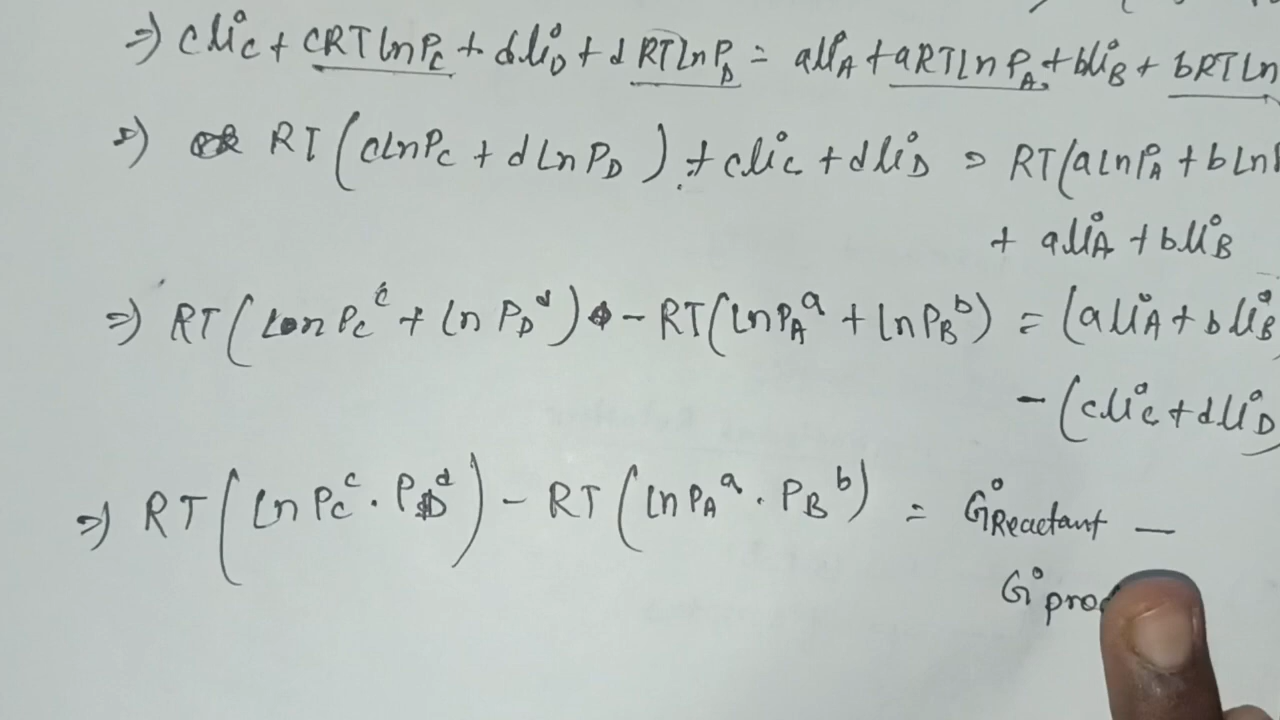 ⇒) cμ°c + cRT ln Pc + dμ°D + d RT ln PD = aμ°A + aRT Ln PA + bμ°B + bRT Ln
⇒) RT (c Ln Pc + d Ln PD) + cμ°c + dμ°D = RT (a Ln P°A + b Ln
+ aμ°A + bμ°B
⇒) RT ( Ln Pc^c + ln PD^d ) - RT ( Ln PA^a + ln PB^b ) = (aμ°A + bμ°B
- (cμ°c + dμ°D
⇒) RT ( Ln Pc^c · PD^d ) - RT ( ln PA^a · PB^b ) = G°Reactant —
G°